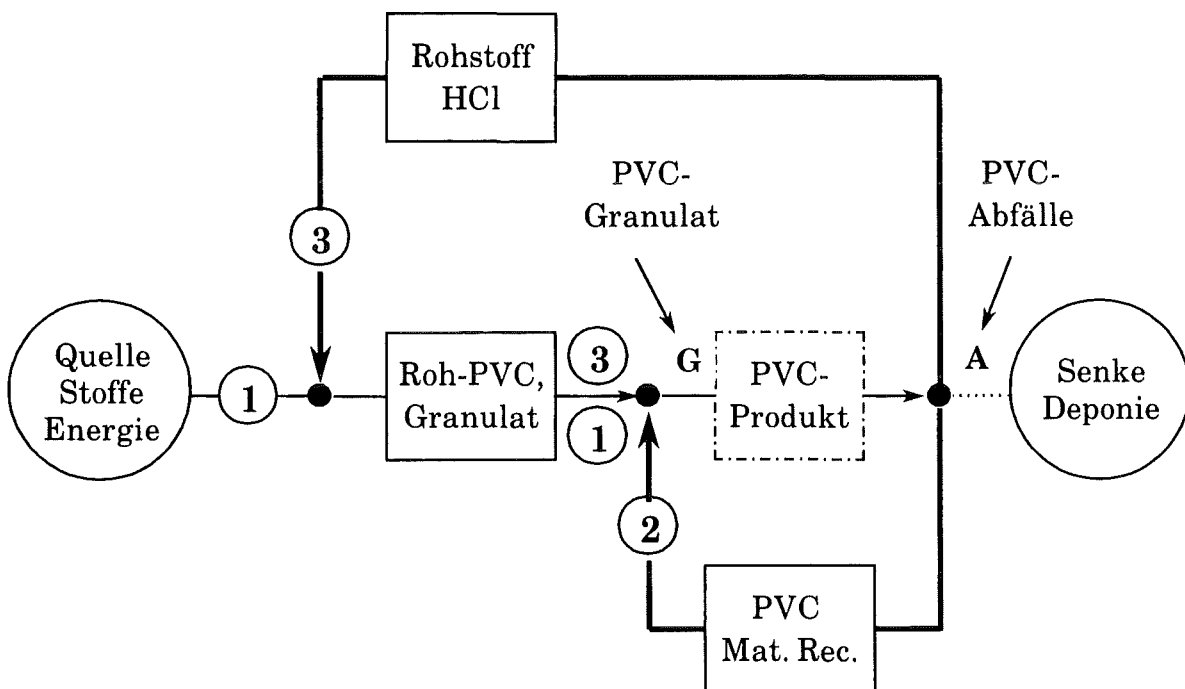 Rohstoff
HCl
PVC-
Granulat
PVC-
Abfälle
3
Quelle
Stoffe
Energie
1
Roh-PVC,
Granulat
3
1
G
PVC-
Produkt
A
Senke
Deponie
2
PVC
Mat. Rec.